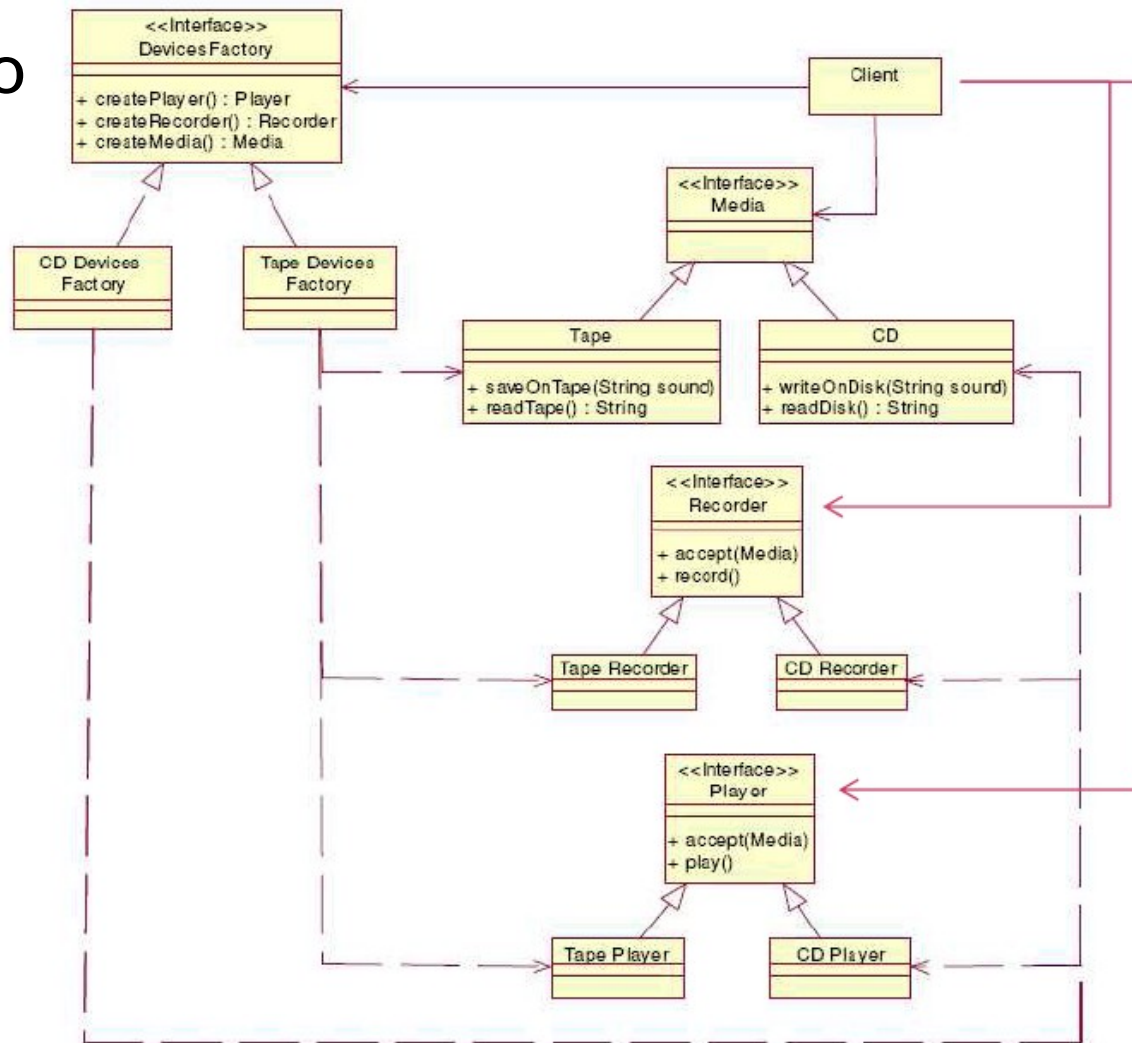 o
<<Interface>>
DevicesFactory
+ createPlayer() : Player
+ createRecorder() : Recorder
+ createMedia() : Media
Client
<<Interface>>
Media
CD Devices
Factory
Tape Devices
Factory
Tape
+ saveOnTape(String sound)
+ readTape() : String
CD
+ writeOnDisk(String sound)
+ readDisk() : String
<<Interface>>
Recorder
+ accept(Media)
+ record()
Tape Recorder
CD Recorder
<<Interface>>
Player
+ accept(Media)
+ play()
Tape Player
CD Player